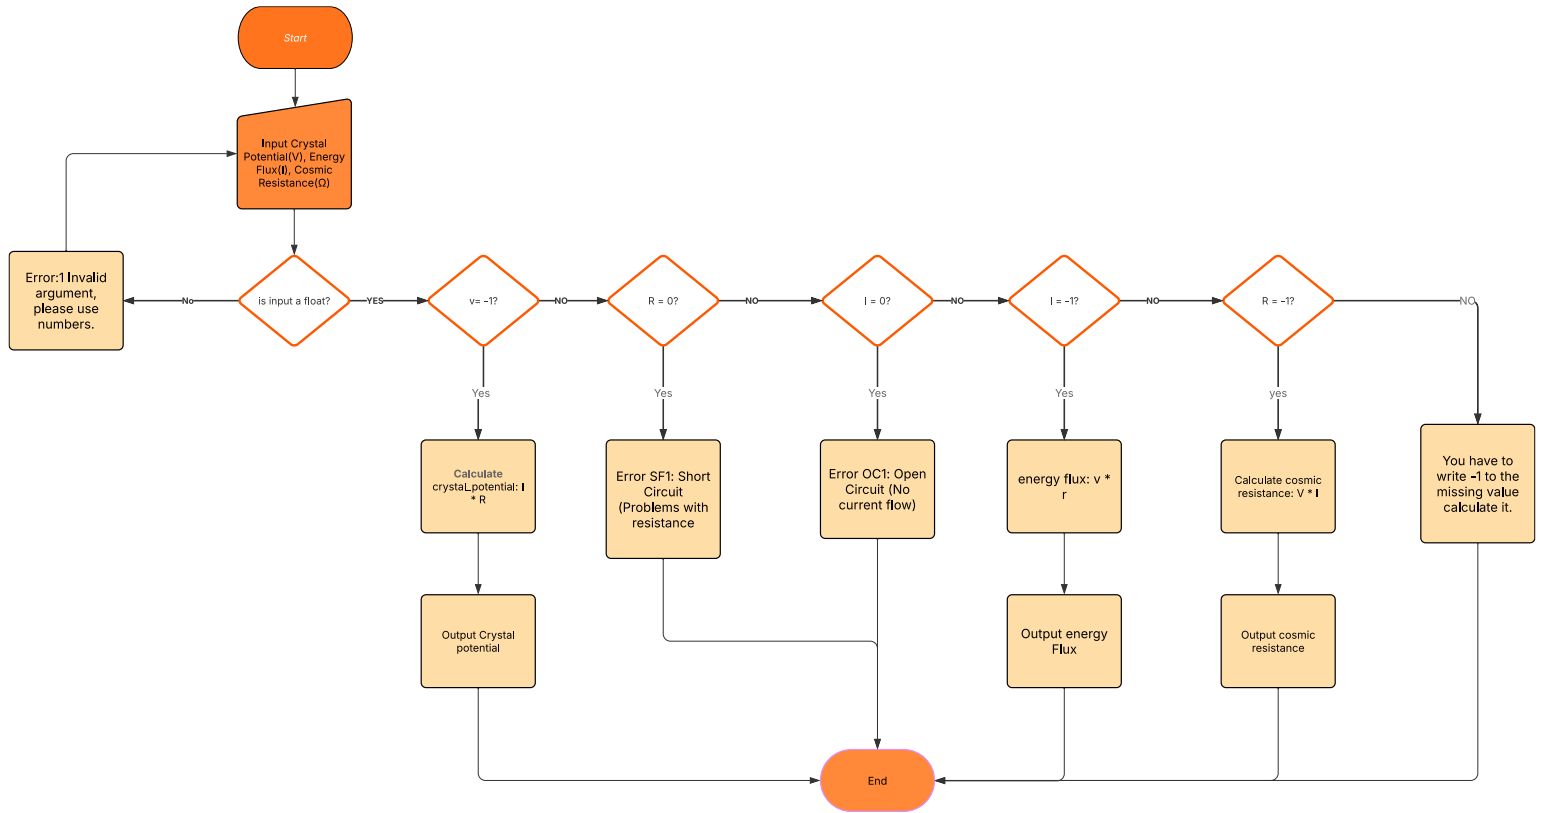 Start
Input Crystal
Potential(V), Energy
Flux(I), Cosmic
Resistance(Ω)
Error:1 Invalid
argument,
please use
numbers.
No
is input a float?
YES
v= -1?
NO
R = 0?
NO
I = 0?
NO
I = -1?
NO
R = -1?
NO
Yes
Yes
Yes
Yes
yes
Calculate
crystal_potential: I
* R
Error SF1: Short
Circuit
(Problems with
resistance
Error OC1: Open
Circuit (No
current flow)
energy flux: v *
r
Calculate cosmic
resistance: V * I
You have to
write -1 to the
missing value
calculate it.
Output Crystal
potential
Output energy
Flux
Output cosmic
resistance
End